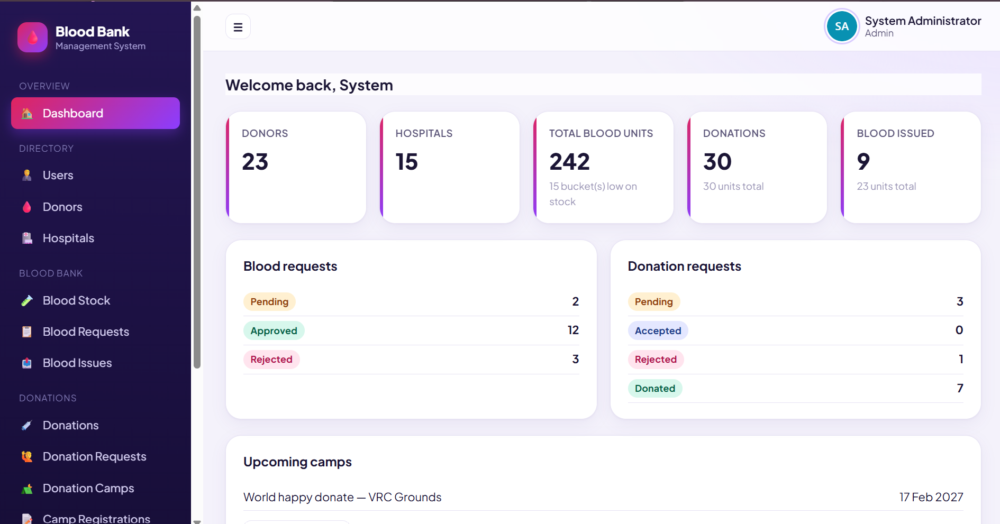 Blood Bank
Management System
OVERVIEW
Dashboard
DIRECTORY
Users
Donors
Hospitals
BLOOD BANK
Blood Stock
Blood Requests
Blood Issues
DONATIONS
Donations
Donation Requests
Donation Camps
Camp Registrations
SA
System Administrator
Admin
Welcome back, System
DONORS
23
HOSPITALS
15
TOTAL BLOOD UNITS
242
15 bucket(s) low on
stock
DONATIONS
30
30 units total
BLOOD ISSUED
9
23 units total
Blood requests
Pending 2
Approved 12
Rejected 3
Donation requests
Pending 3
Accepted 0
Rejected 1
Donated 7
Upcoming camps
World happy donate — VRC Grounds 17 Feb 2027